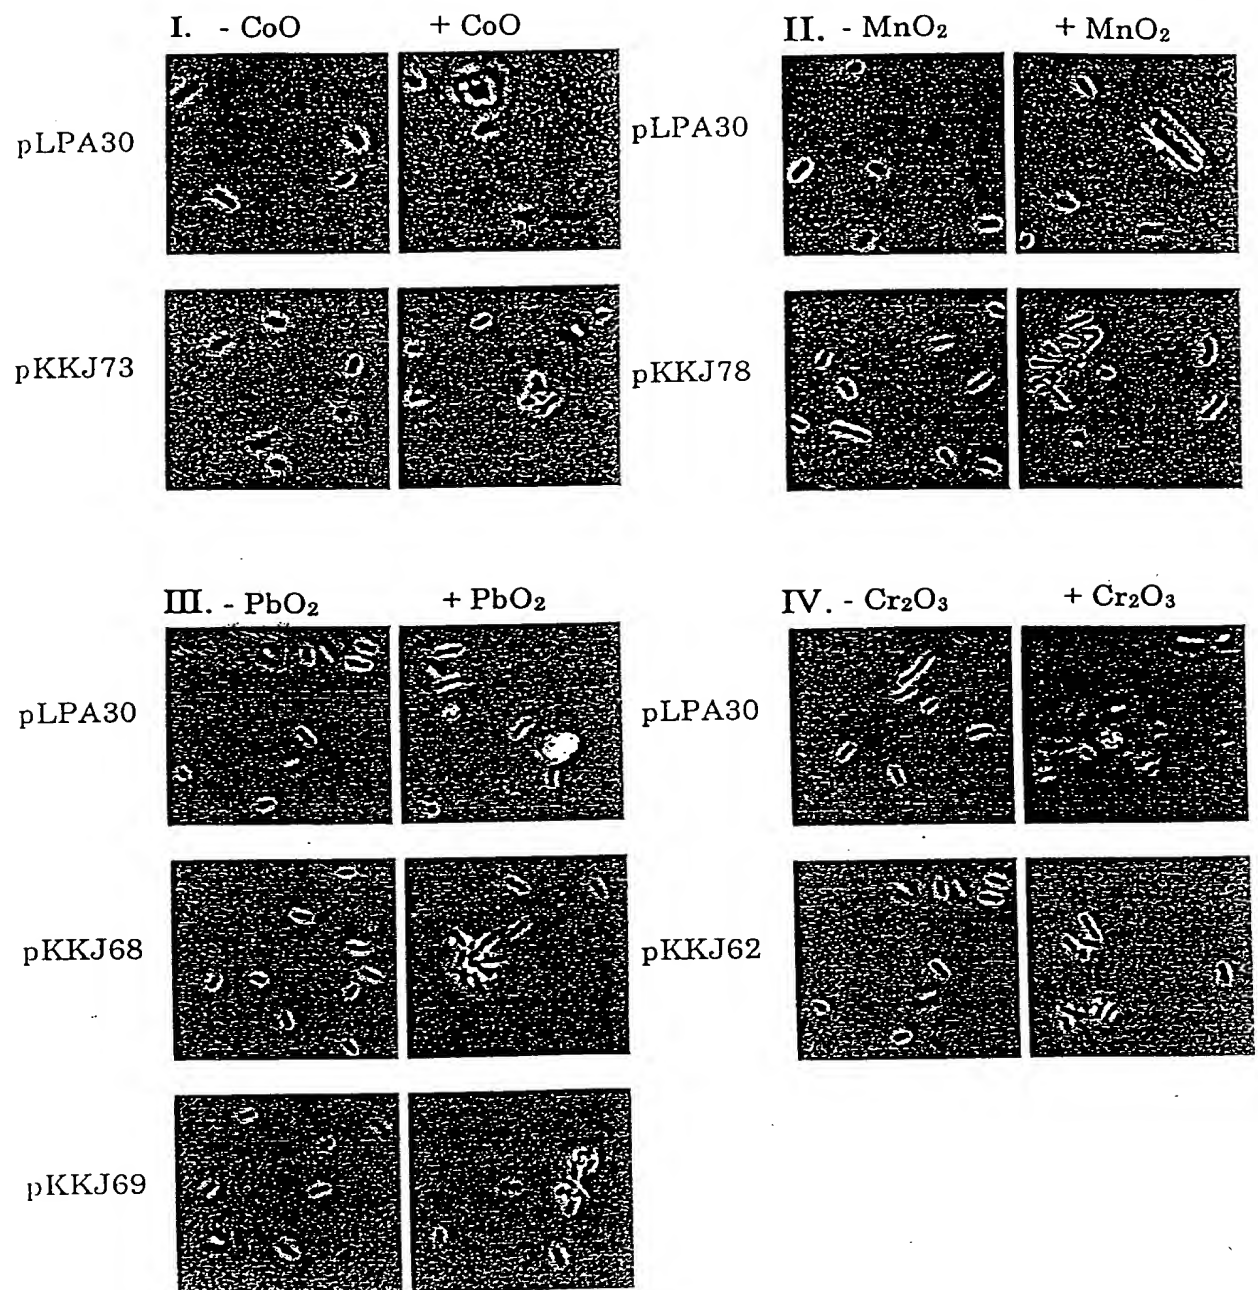 I. - CoO + CoO
II. - MnO₂ + MnO₂
pLPA30
pLPA30
pKKJ73
pKKJ78
III. - PbO₂ + PbO₂
IV. - Cr₂O₃ + Cr₂O₃
pLPA30
pLPA30
pKKJ68
pKKJ62
pKKJ69